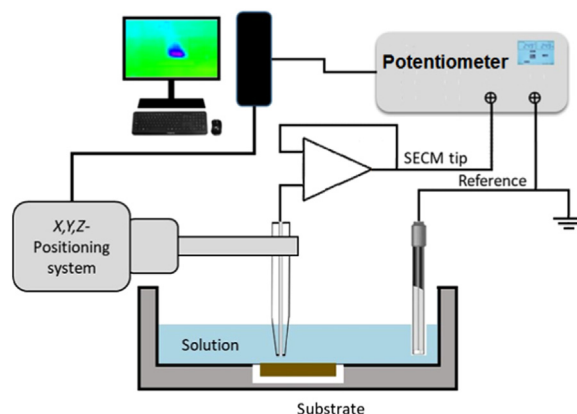 Potentiometer
SECM tip
Reference
X,Y,Z-
Positioning
system
Solution
Substrate